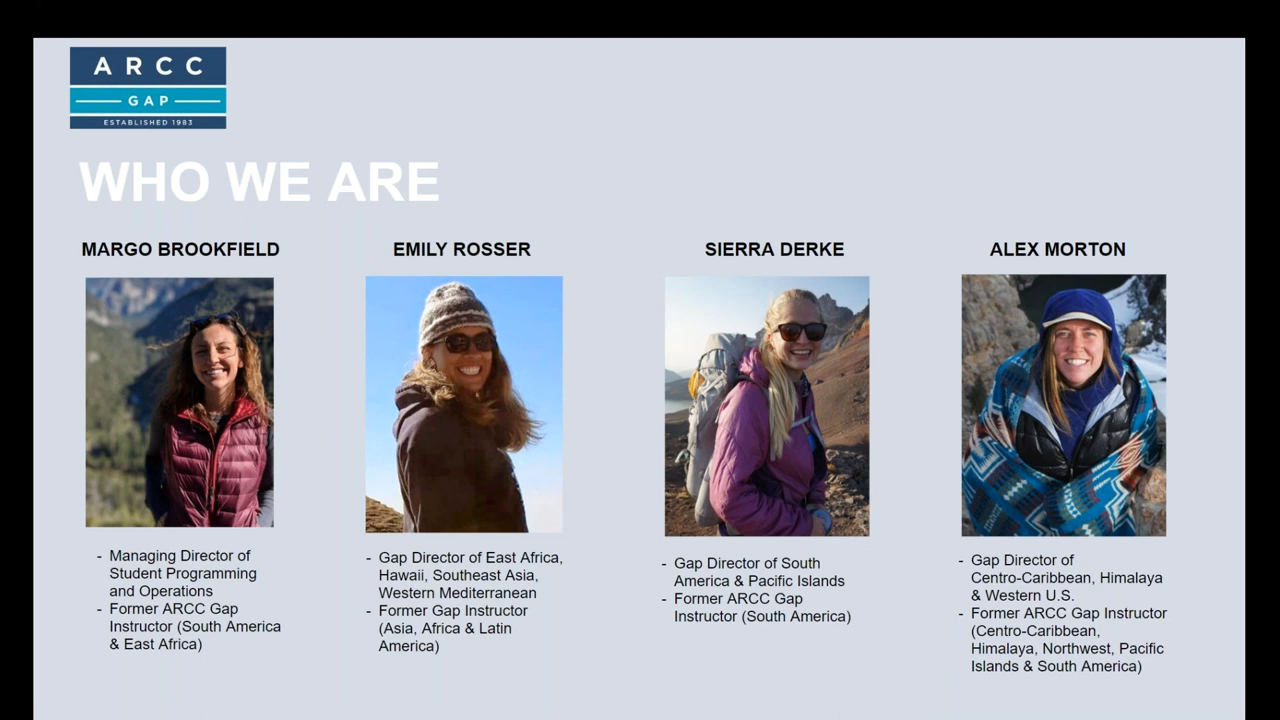 ARCC
GAP
ESTABLISHED 1983
WHO WE ARE
MARGO BROOKFIELD
- Managing Director of
Student Programming
and Operations
- Former ARCC Gap
Instructor (South America
& East Africa)
EMILY ROSSER
- Gap Director of East Africa,
Hawaii, Southeast Asia,
Western Mediterranean
- Former Gap Instructor
(Asia, Africa & Latin
America)
SIERRA DERKE
- Gap Director of South
America & Pacific Islands
- Former ARCC Gap
Instructor (South America)
ALEX MORTON
- Gap Director of
Centro-Caribbean, Himalaya
& Western U.S.
- Former ARCC Gap Instructor
(Centro-Caribbean,
Himalaya, Northwest, Pacific
Islands & South America)